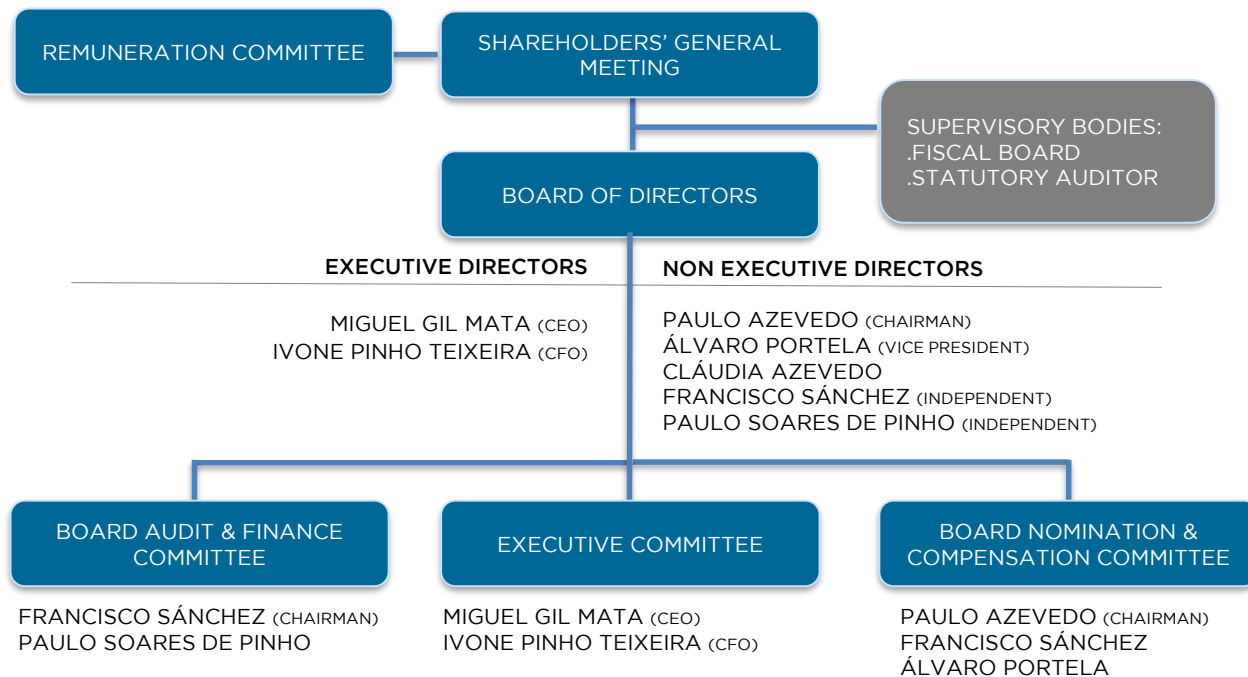 REMUNERATION COMMITTEE
SHAREHOLDERS’ GENERAL
MEETING
SUPERVISORY BODIES:
.FISCAL BOARD
.STATUTORY AUDITOR
BOARD OF DIRECTORS
EXECUTIVE DIRECTORS
MIGUEL GIL MATA (CEO)
IVONE PINHO TEIXEIRA (CFO)
NON EXECUTIVE DIRECTORS
PAULO AZEVEDO (CHAIRMAN)
ÁLVARO PORTELA (VICE PRESIDENT)
CLÁUDIA AZEVEDO
FRANCISCO SÁNCHEZ (INDEPENDENT)
PAULO SOARES DE PINHO (INDEPENDENT)
BOARD AUDIT & FINANCE
COMMITTEE
FRANCISCO SÁNCHEZ (CHAIRMAN)
PAULO SOARES DE PINHO
EXECUTIVE COMMITTEE
MIGUEL GIL MATA (CEO)
IVONE PINHO TEIXEIRA (CFO)
BOARD NOMINATION &
COMPENSATION COMMITTEE
PAULO AZEVEDO (CHAIRMAN)
FRANCISCO SÁNCHEZ
ÁLVARO PORTELA